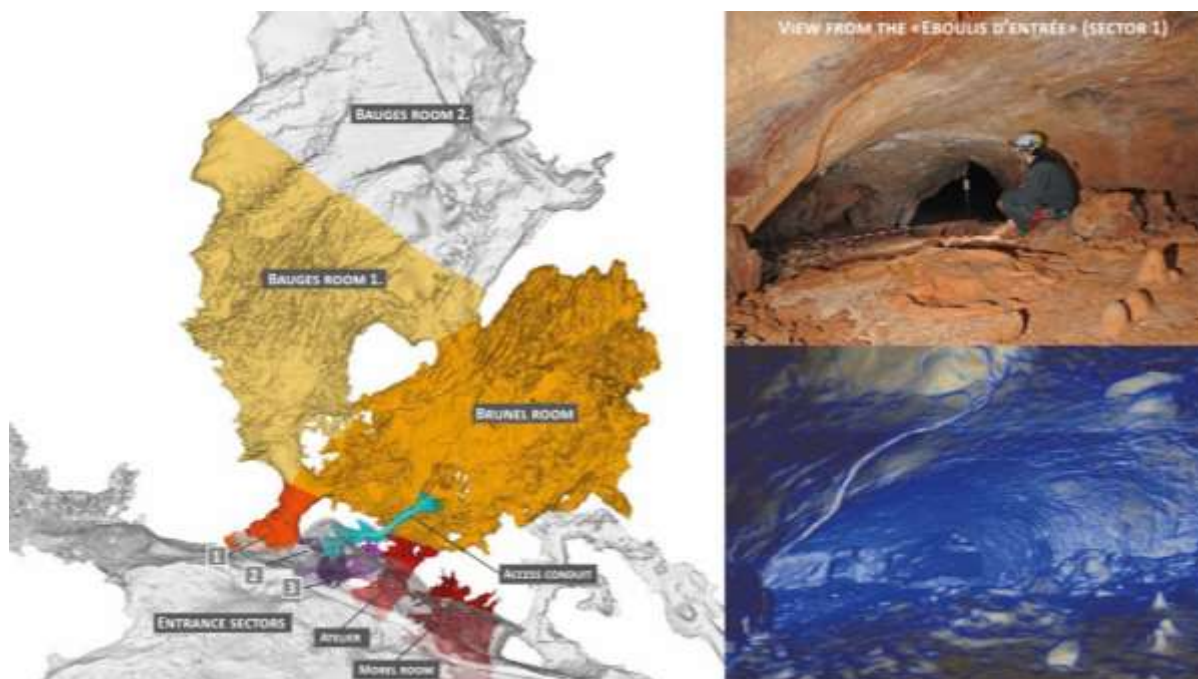 BAUGES ROOM 2.
BAUGES ROOM 1.
BRUNEL ROOM
1
2
3
ACCESS CONDUIT
ENTRANCE SECTORS
ATELIER
MOREL ROOM
VIEW FROM THE «EBOULIS D'ENTRÉE» (SECTOR 1)